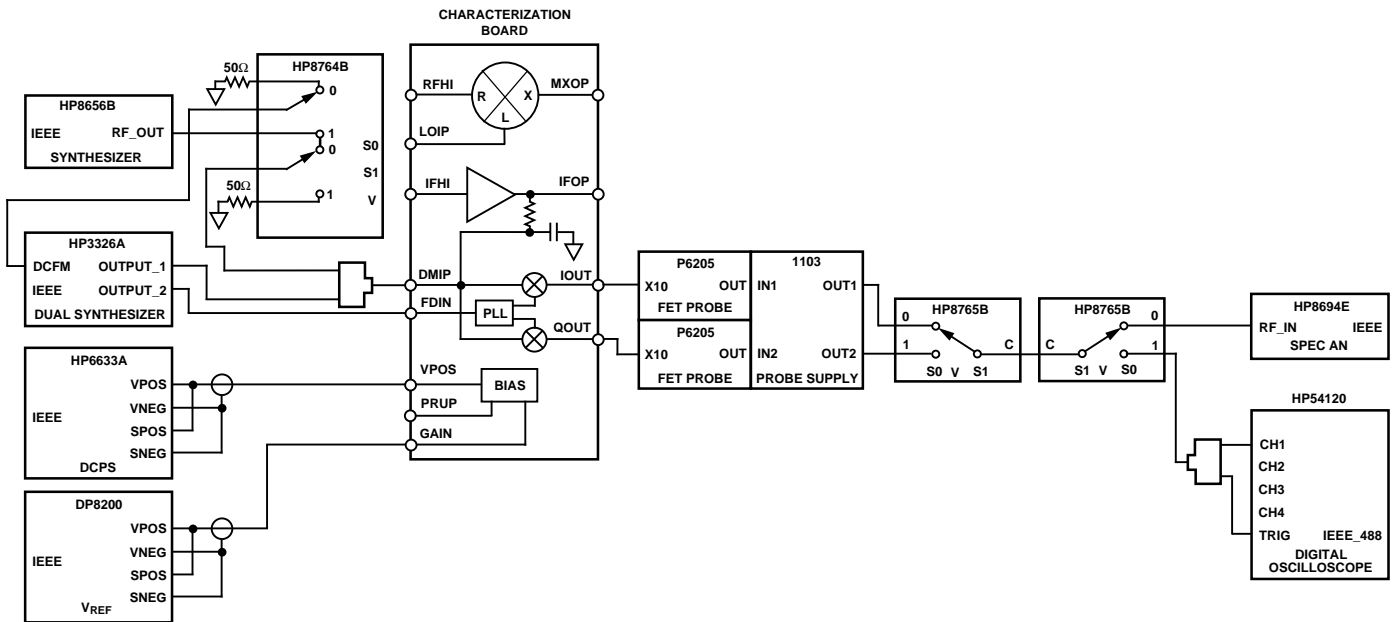 CHARACTERIZATION
BOARD
50Ω
HP8764B
0
1
0
S0
S1
50Ω
1
V
HP8656B
IEEE RF_OUT
SYNTHESIZER
HP3326A
DCFM OUTPUT_1
IEEE OUTPUT_2
DUAL SYNTHESIZER
HP6633A
VPOS
IEEE
VNEG
SPOS
SNEG
DCPS
DP8200
VPOS
IEEE
VNEG
SPOS
SNEG
VREF
RFHI
R
X
L
MXOP
LOIP
IFHI
IFOP
DMIP
IOUT
FDIN
PLL
QOUT
VPOS
BIAS
PRUP
GAIN
P6205
X10 OUT
FET PROBE
P6205
X10 OUT
FET PROBE
1103
IN1 OUT1
IN2 OUT2
PROBE SUPPLY
HP8765B
0
1
C
S0 V S1
HP8765B
C
0
1
S1 V S0
HP8694E
RF_IN IEEE
SPEC AN
HP54120
CH1
CH2
CH3
CH4
TRIG IEEE_488
DIGITAL
OSCILLOSCOPE